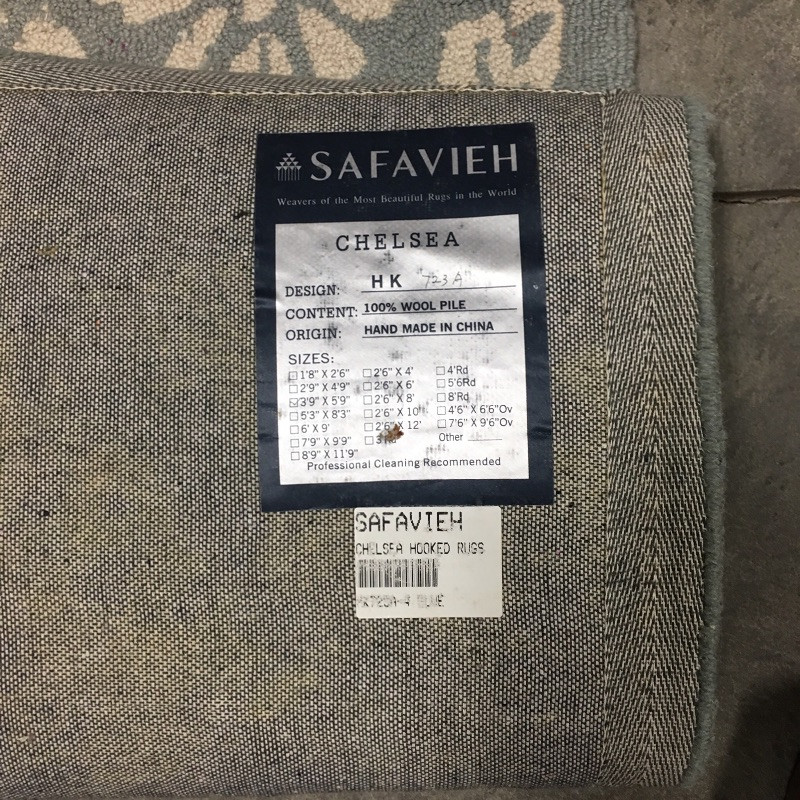 SAFAVIEH
Weavers of the Most Beautiful Rugs in the World
CHELSEA
DESIGN: HK "723A"
CONTENT: 100% WOOL PILE
ORIGIN: HAND MADE IN CHINA
SIZES:
1'8" X 2'6" 2'6" X 4' 4'Rd
2'9" X 4'9" 2'6" X 6' 5'6Rd
3'9" X 5'9" 2'6" X 8' 8'Rd
5'3" X 8'3" 2'6" X 10' 4'6" X 6'6"Ov
6' X 9' 2'6" X 12' 7'6" X 9'6"Ov
7'9" X 9'9" Other
8'9" X 11'9"
Professional Cleaning Recommended
SAFAVIEH
CHELSEA HOOKED RUGS
BLUE